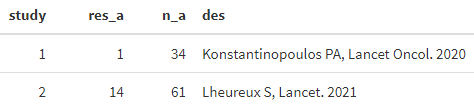 study res_a n_a des
1 1 34 Konstantinopoulos PA, Lancet Oncol. 2020
2 14 61 Lheureux S, Lancet. 2021